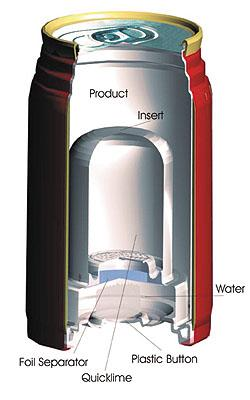 Product
Insert
Water
Foil Separator
Plastic Button
Quicklime